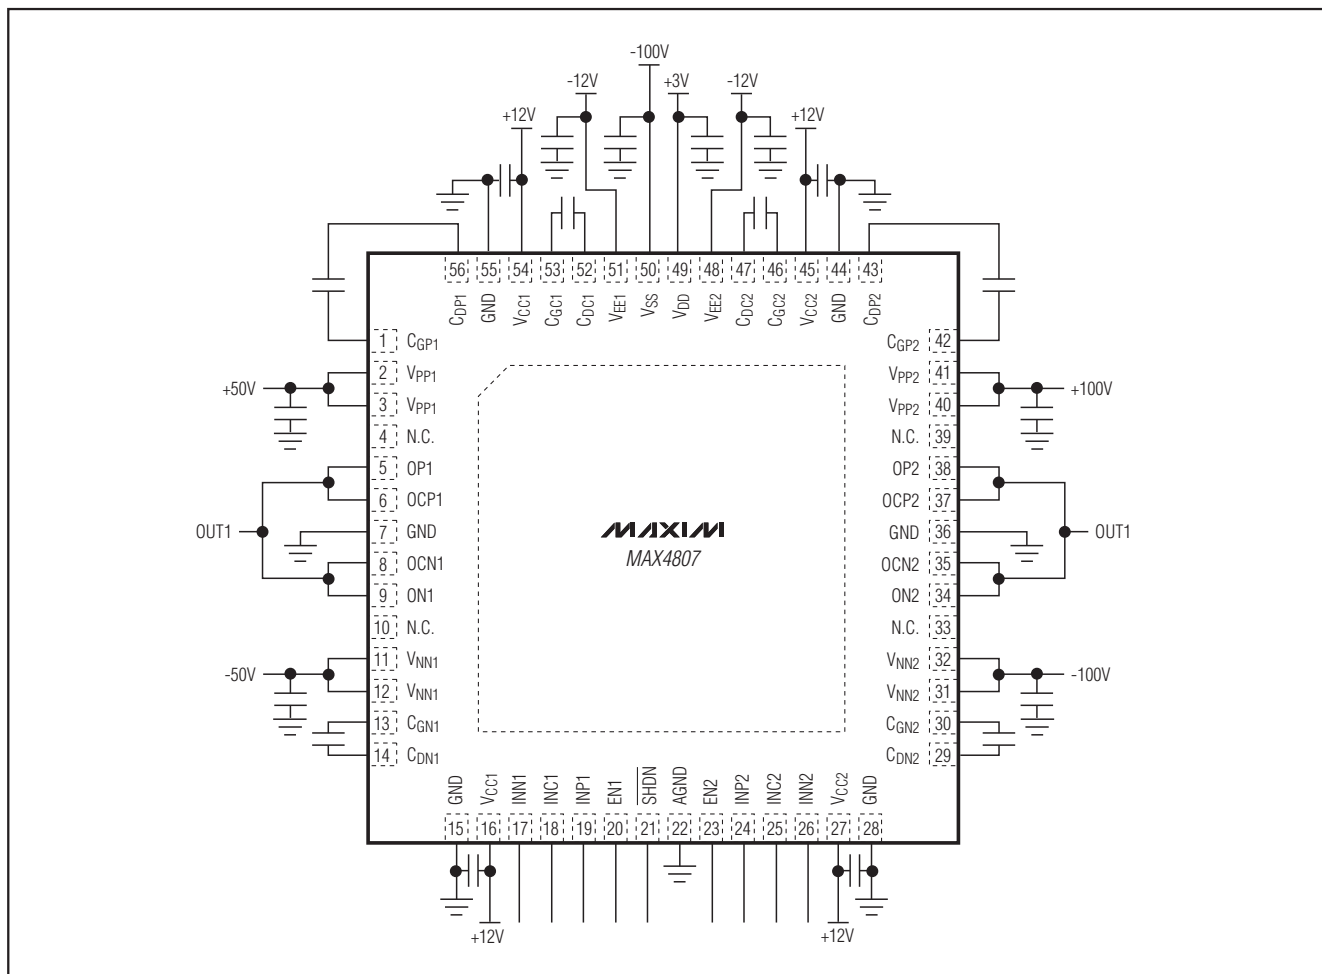 -100V
-12V +3V -12V
+12V +12V
56 55 54 53 52 51 50 49 48 47 46 45 44 43
CDP1 GND VCC1 CGC1 CDC1 VEE1 VSS VDD VEE2 CDC2 CGC2 VCC2 GND CDP2
1 CGP1 CGP2 42
2 VPP1 VPP2 41
+50V +100V
3 VPP1 VPP2 40
4 N.C. N.C. 39
5 OP1 OP2 38
6 OCP1 OCP2 37
OUT1 7 GND MAXIM GND 36 OUT1
MAX4807
8 OCN1 OCN2 35
9 ON1 ON2 34
10 N.C. N.C. 33
11 VNN1 VNN2 32
-50V -100V
12 VNN1 VNN2 31
13 CGN1 CGN2 30
14 CDN1 CDN2 29
GND VCC1 INN1 INC1 INP1 EN1 SHDN AGND EN2 INP2 INC2 INN2 VCC2 GND
15 16 17 18 19 20 21 22 23 24 25 26 27 28
+12V +12V